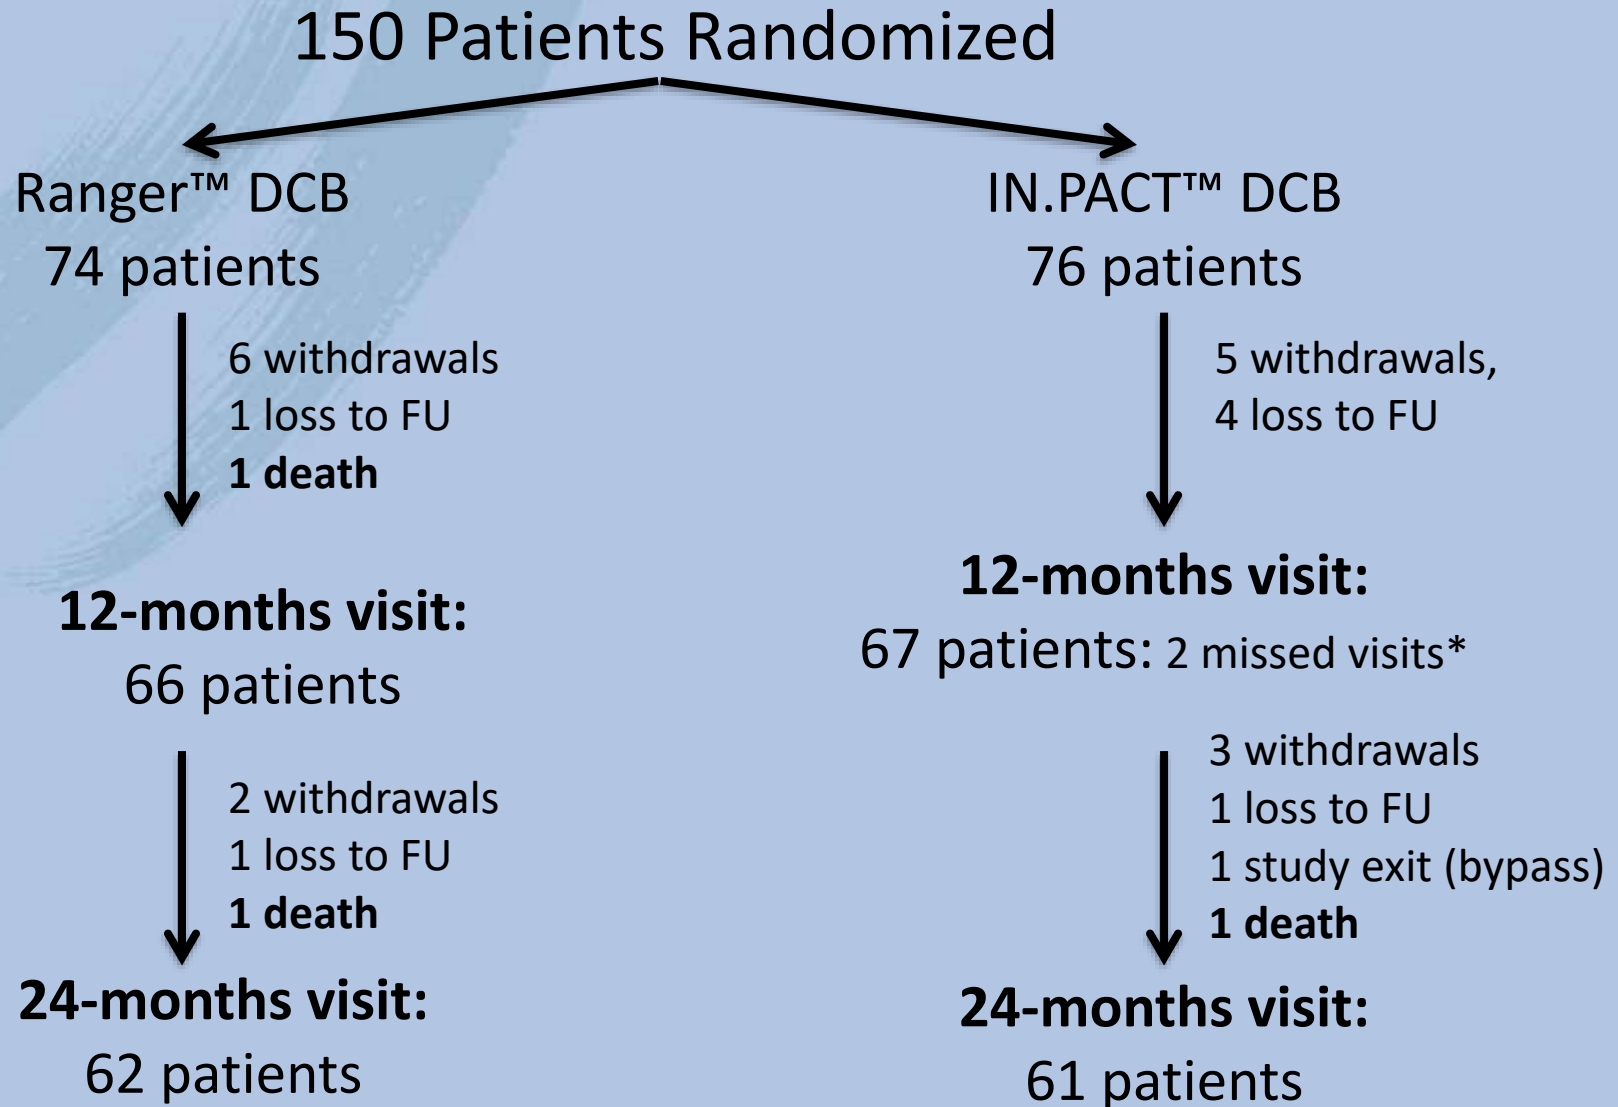 150 Patients Randomized
Ranger™ DCB
74 patients
6 withdrawals
1 loss to FU
1 death
12-months visit:
66 patients
2 withdrawals
1 loss to FU
1 death
24-months visit:
62 patients
IN.PACT™ DCB
76 patients
5 withdrawals,
4 loss to FU
12-months visit:
67 patients: 2 missed visits*
3 withdrawals
1 loss to FU
1 study exit (bypass)
1 death
24-months visit:
61 patients